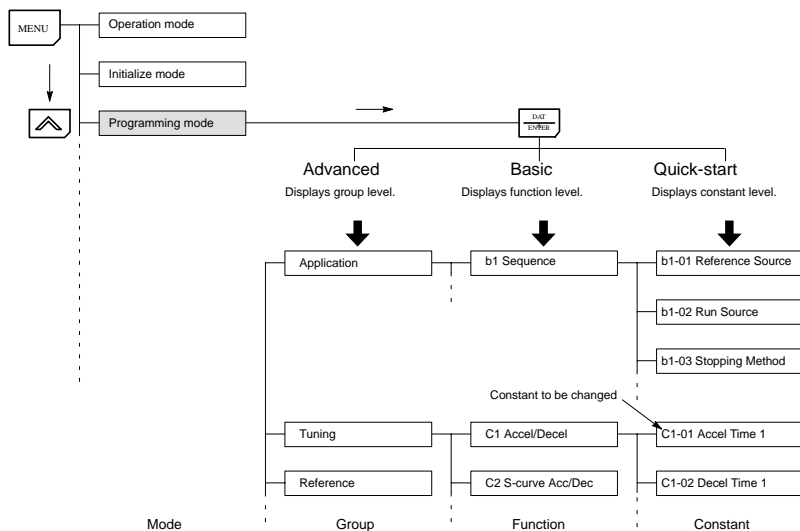 MENU
Operation mode
Initialize mode
Programming mode
DAT
ENTER
Advanced Basic Quick-start
Displays group level. Displays function level. Displays constant level.
Application b1 Sequence b1-01 Reference Source
b1-02 Run Source
b1-03 Stopping Method
Constant to be changed
Tuning C1 Accel/Decel C1-01 Accel Time 1
Reference C2 S-curve Acc/Dec C1-02 Decel Time 1
Mode Group Function Constant